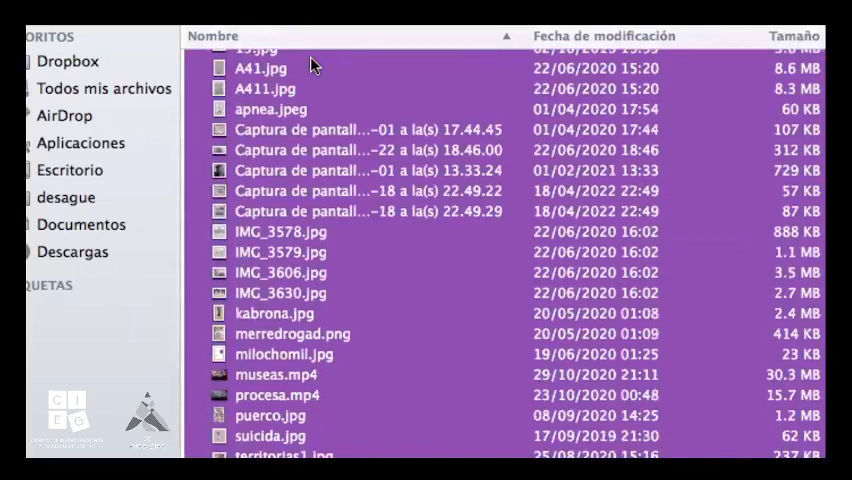 ORITOS
Nombre Fecha de modificación Tamaño
Dropbox
Todos mis archivos
AirDrop
Aplicaciones
Escritorio
desague
Documentos
Descargas
QUETAS
A41.jpg 22/06/2020 15:20 8.6 MB
A411.jpg 22/06/2020 15:20 8.3 MB
apnea.jpeg 01/04/2020 17:54 60 KB
Captura de pantall...-01 a la(s) 17.44.45 01/04/2020 17:44 107 KB
Captura de pantall...-22 a la(s) 18.46.00 22/06/2020 18:46 312 KB
Captura de pantall...-01 a la(s) 13.33.24 01/02/2021 13:33 729 KB
Captura de pantall...-18 a la(s) 22.49.22 18/04/2022 22:49 57 KB
Captura de pantall...-18 a la(s) 22.49.29 18/04/2022 22:49 87 KB
IMG_3578.jpg 22/06/2020 16:02 888 KB
IMG_3579.jpg 22/06/2020 16:02 1.1 MB
IMG_3606.jpg 22/06/2020 16:02 3.5 MB
IMG_3630.jpg 22/06/2020 16:02 2.7 MB
kabrona.jpg 20/05/2020 01:08 2.4 MB
merredrogad.png 20/05/2020 01:09 414 KB
milochomil.jpg 19/06/2020 01:25 23 KB
museas.mp4 29/10/2020 21:11 30.3 MB
procesa.mp4 23/10/2020 00:48 15.7 MB
puerco.jpg 08/09/2020 14:25 1.2 MB
suicida.jpg 17/09/2019 21:30 62 KB
territorias1.jpg 25/08/2020 15:16 237 KB
CIEG